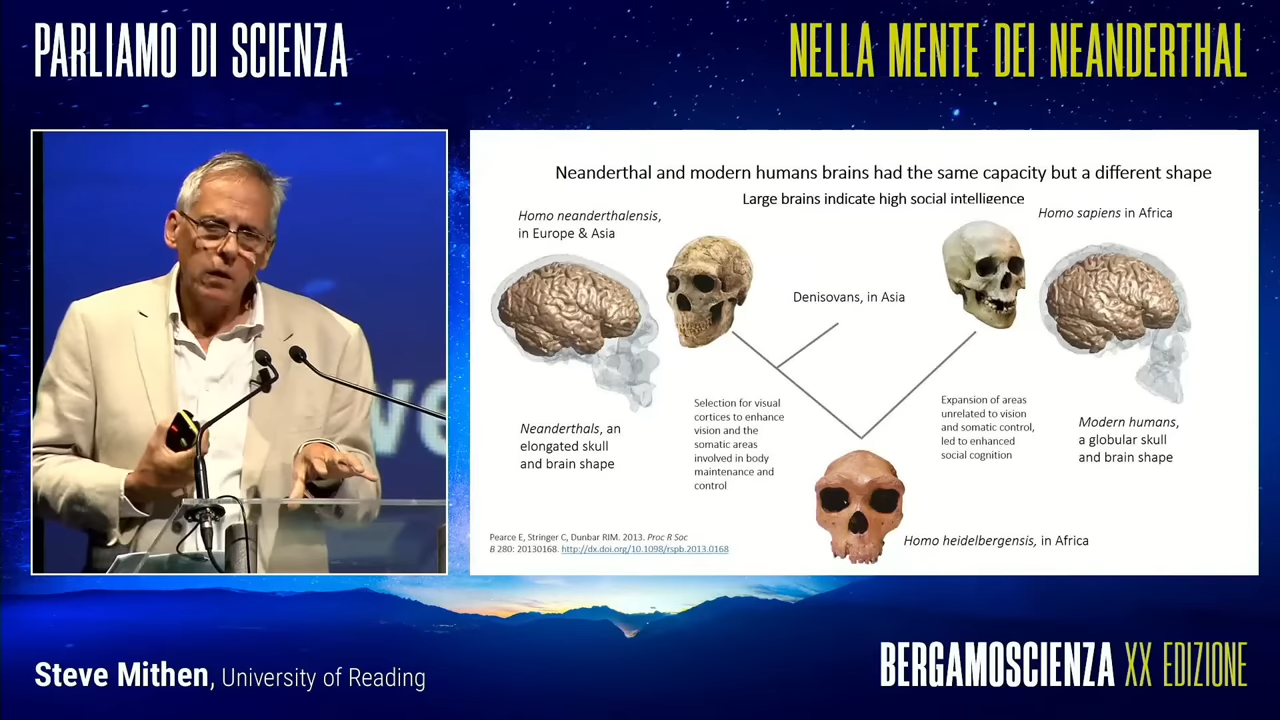 PARLIAMO DI SCIENZA
NELLA MENTE DEI NEANDERTHAL
Neanderthal and modern humans brains had the same capacity but a different shape
Large brains indicate high social intelligence
Homo neanderthalensis,
in Europe & Asia
Homo sapiens in Africa
Denisovans, in Asia
Neanderthals, an
elongated skull
and brain shape
Selection for visual
cortices to enhance
vision and the
somatic areas
involved in body
maintenance and
control
Expansion of areas
unrelated to vision
and somatic control,
led to enhanced
social cognition
Modern humans,
a globular skull
and brain shape
Pearce E, Stringer C, Dunbar RIM. 2013. Proc R Soc
B 280: 20130168. http://dx.doi.org/10.1098/rspb.2013.0168
Homo heidelbergensis, in Africa
Steve Mithen, University of Reading
BERGAMOSCIENZA XX EDIZIONE